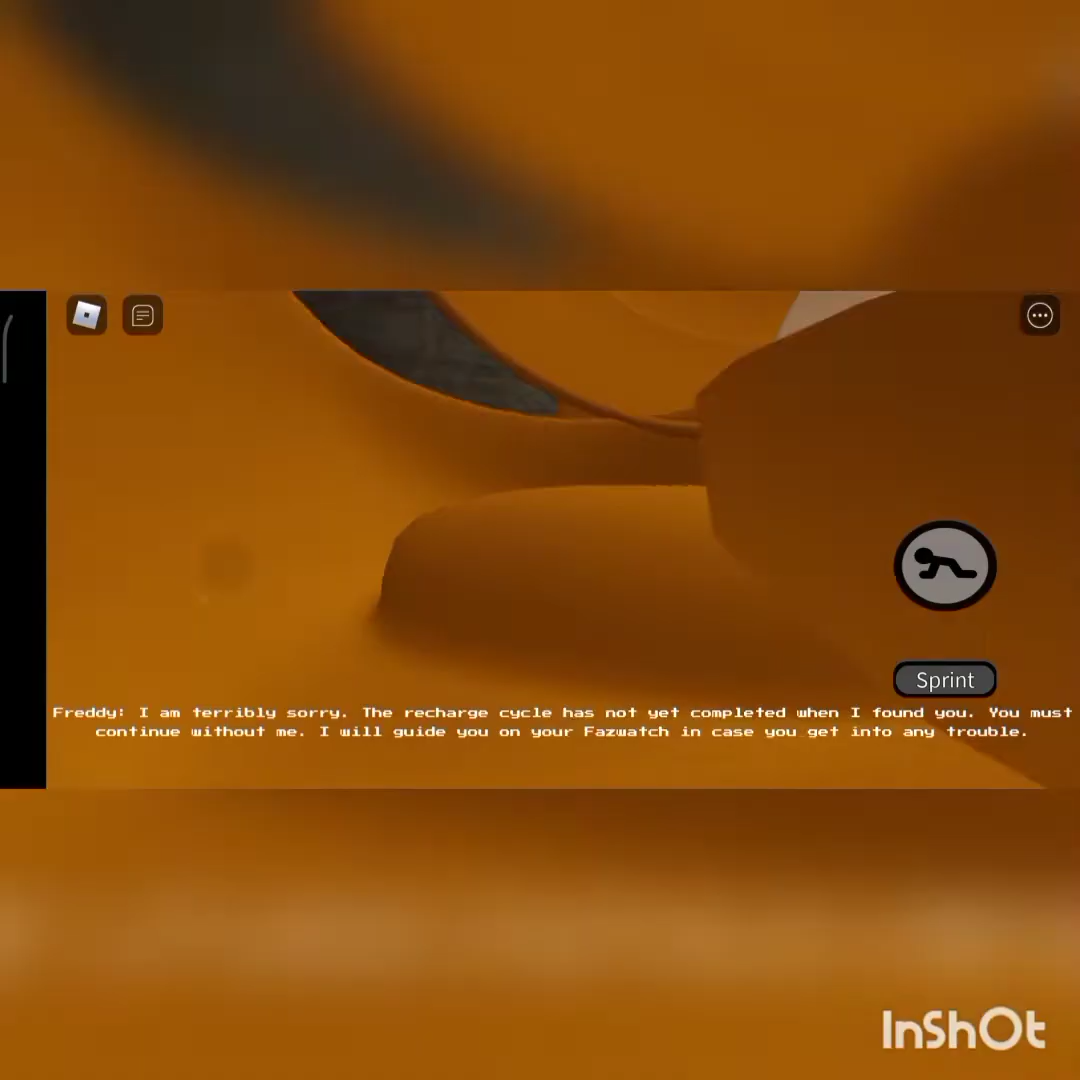 Sprint
Freddy: I am terribly sorry. The recharge cycle has not yet completed when I found you. You must
continue without me. I will guide you on your Fazwatch in case you get into any trouble.
InShOt